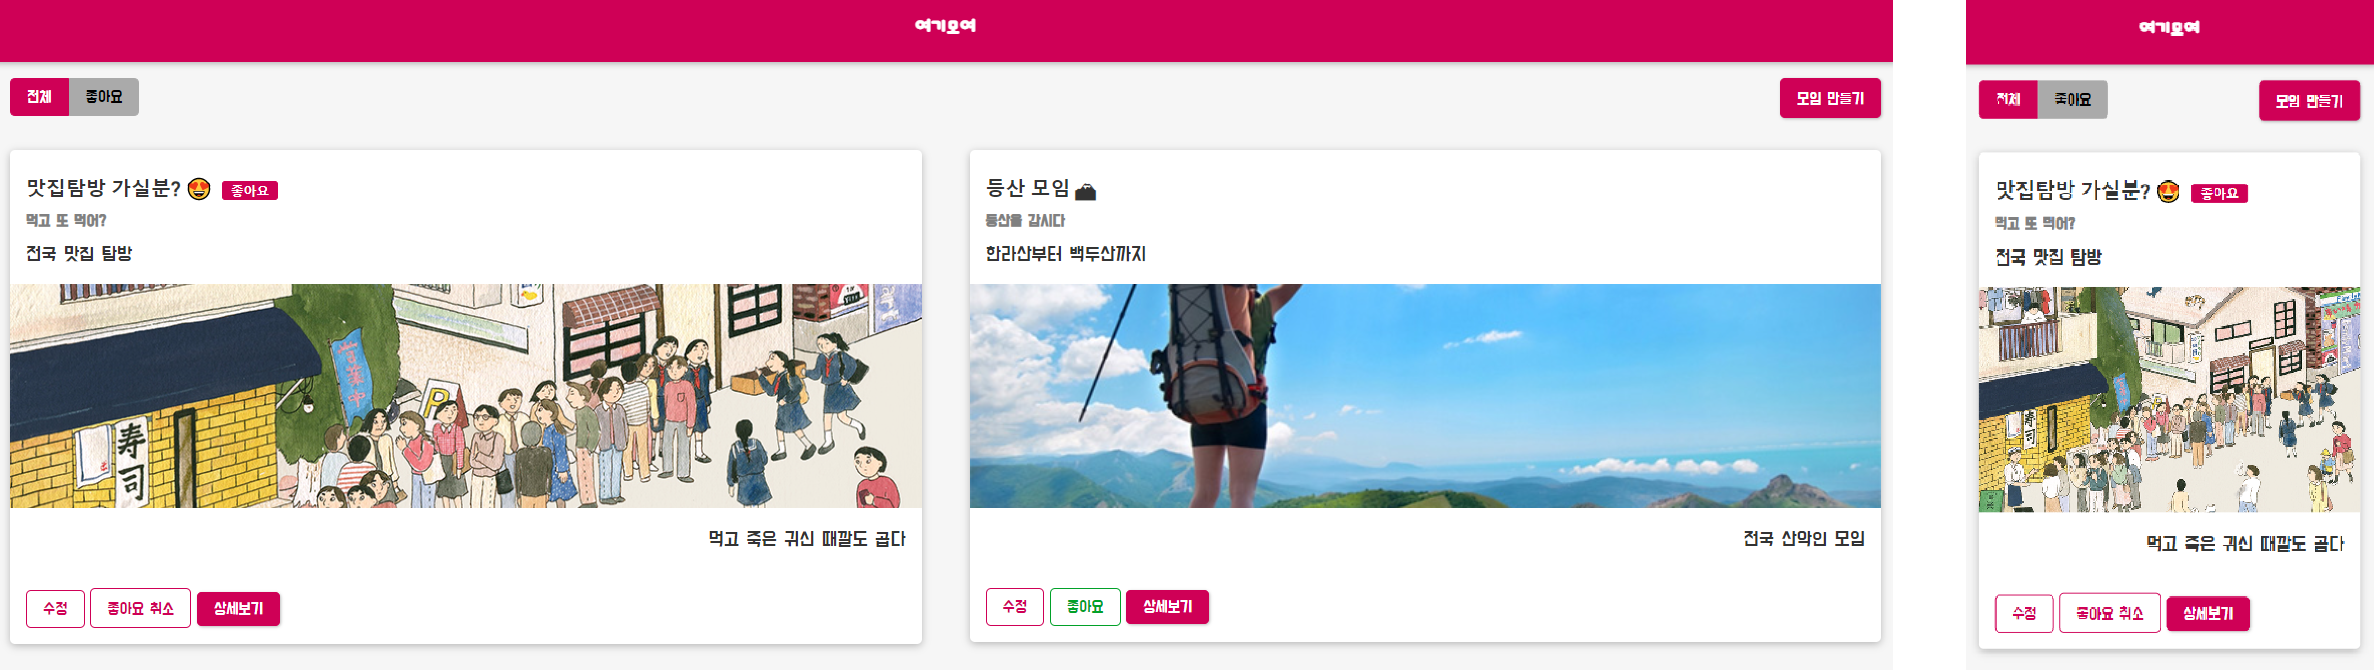 여기모여
전체 좋아요
모임 만들기
맛집탐방 가실분? 😍 좋아요
먹고 또 먹어?
전국 맛집 탐방
営業中
P
寿司
먹고 죽은 귀신 때깔도 곱다
수정 좋아요 취소 상세보기
등산 모임
등산을 갑시다
한라산부터 백두산까지
전국 산악인 모임
수정 좋아요 상세보기
여기모여
전체 좋아요
모임 만들기
맛집탐방 가실분? 😍 좋아요
먹고 또 먹어?
전국 맛집 탐방
寿司
먹고 죽은 귀신 때깔도 곱다
수정 좋아요 취소 상세보기